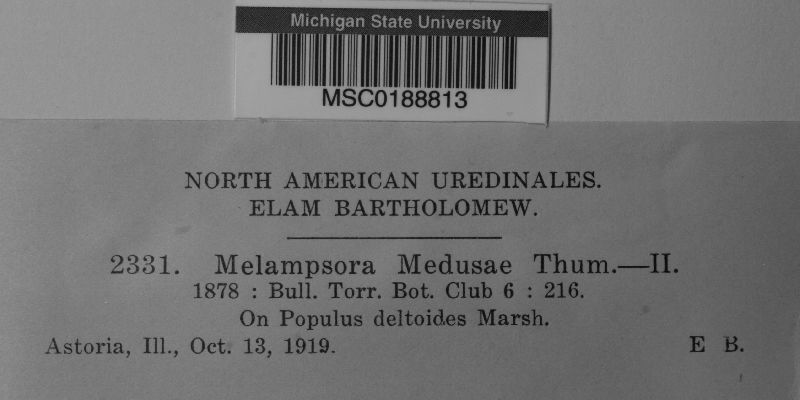 Michigan State University
MSC0188813
NORTH AMERICAN UREDINALES.
ELAM BARTHOLOMEW.
2331. Melampsora Medusae Thum.—II.
1878 : Bull. Torr. Bot. Club 6 : 216.
On Populus deltoides Marsh.
Astoria, Ill., Oct. 13, 1919. E B.